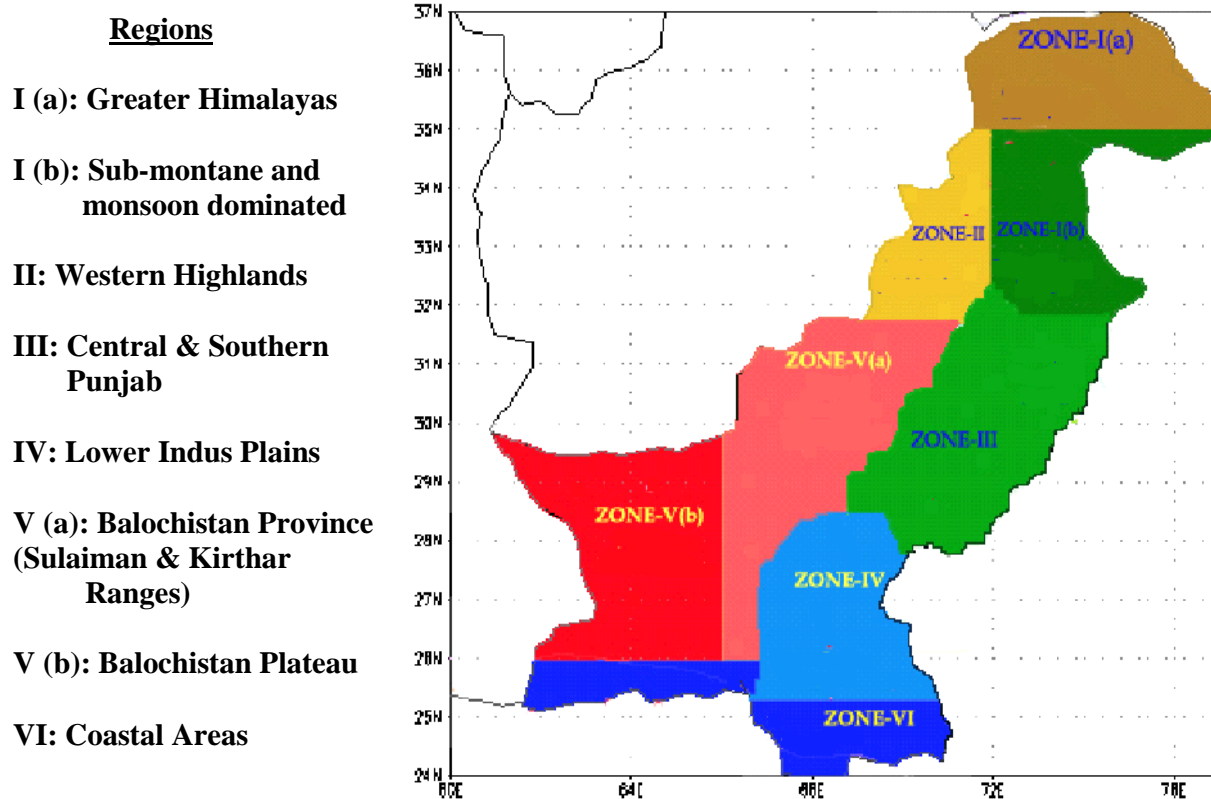 Regions
I (a): Greater Himalayas
I (b): Sub-montane and
monsoon dominated
II: Western Highlands
III: Central & Southern
Punjab
IV: Lower Indus Plains
V (a): Balochistan Province
(Sulaiman & Kirthar
Ranges)
V (b): Balochistan Plateau
VI: Coastal Areas
37N
36N
35N
34N
33N
32N
31N
30N
29N
28N
27N
26N
25N
24N
ZONE-I(a)
ZONE-II
ZONE-I(b)
ZONE-V(a)
ZONE-III
ZONE-V(b)
ZONE-IV
ZONE-VI
60E
64E
68E
72E
76E